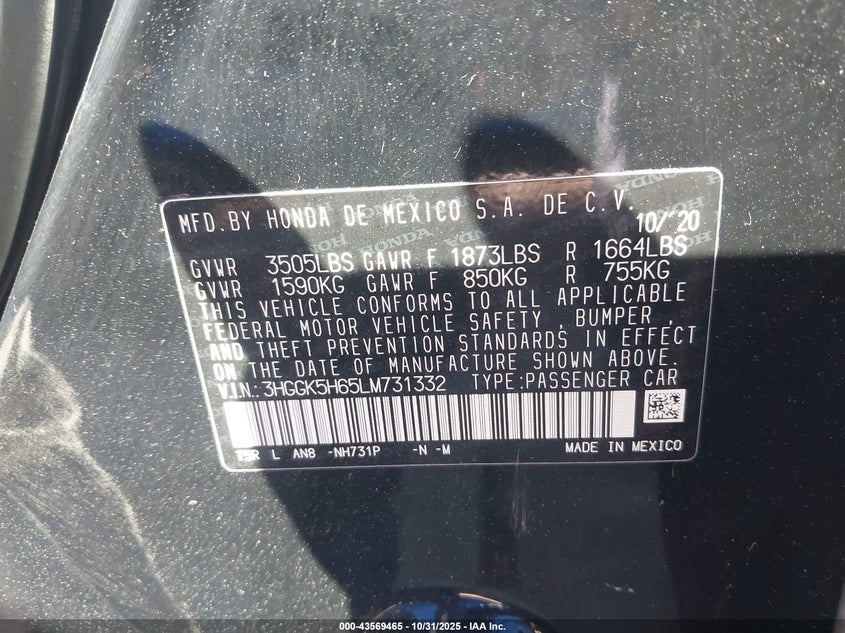 MFD.BY HONDA DE MEXICO S.A. DE C.V.
10/'20
GVWR 3505LBS GAWR F 1873LBS R 1664LBS
GVWR 1590KG GAWR F 850KG R 755KG
THIS VEHICLE CONFORMS TO ALL APPLICABLE
FEDERAL MOTOR VEHICLE SAFETY , BUMPER ,
AND THEFT PREVENTION STANDARDS IN EFFECT
ON THE DATE OF MANUFACTURE SHOWN ABOVE.
V.I.N.: 3HGGK5H65LM731332 TYPE:PASSENGER CAR
L AN8 -NH731P -N -M MADE IN MEXICO
000-43569465 - 10/31/2025 - IAA Inc.